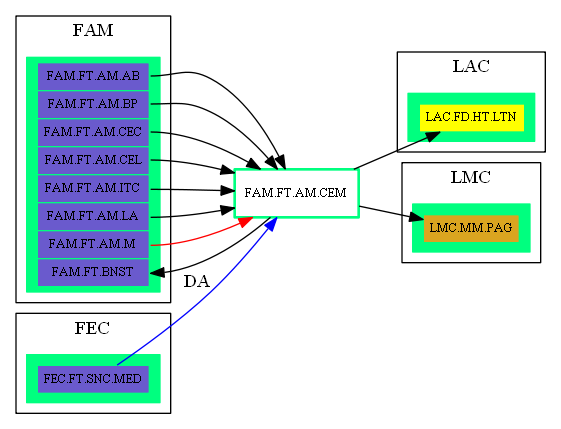 FAM
FAM.FT.AM.AB
FAM.FT.AM.BP
FAM.FT.AM.CEC
FAM.FT.AM.CEL
FAM.FT.AM.ITC
FAM.FT.AM.LA
FAM.FT.AM.M
FAM.FT.BNST
FEC
FEC.FT.SNC.MED
DA
FAM.FT.AM.CEM
LAC
LAC.FD.HT.LTN
LMC
LMC.MM.PAG